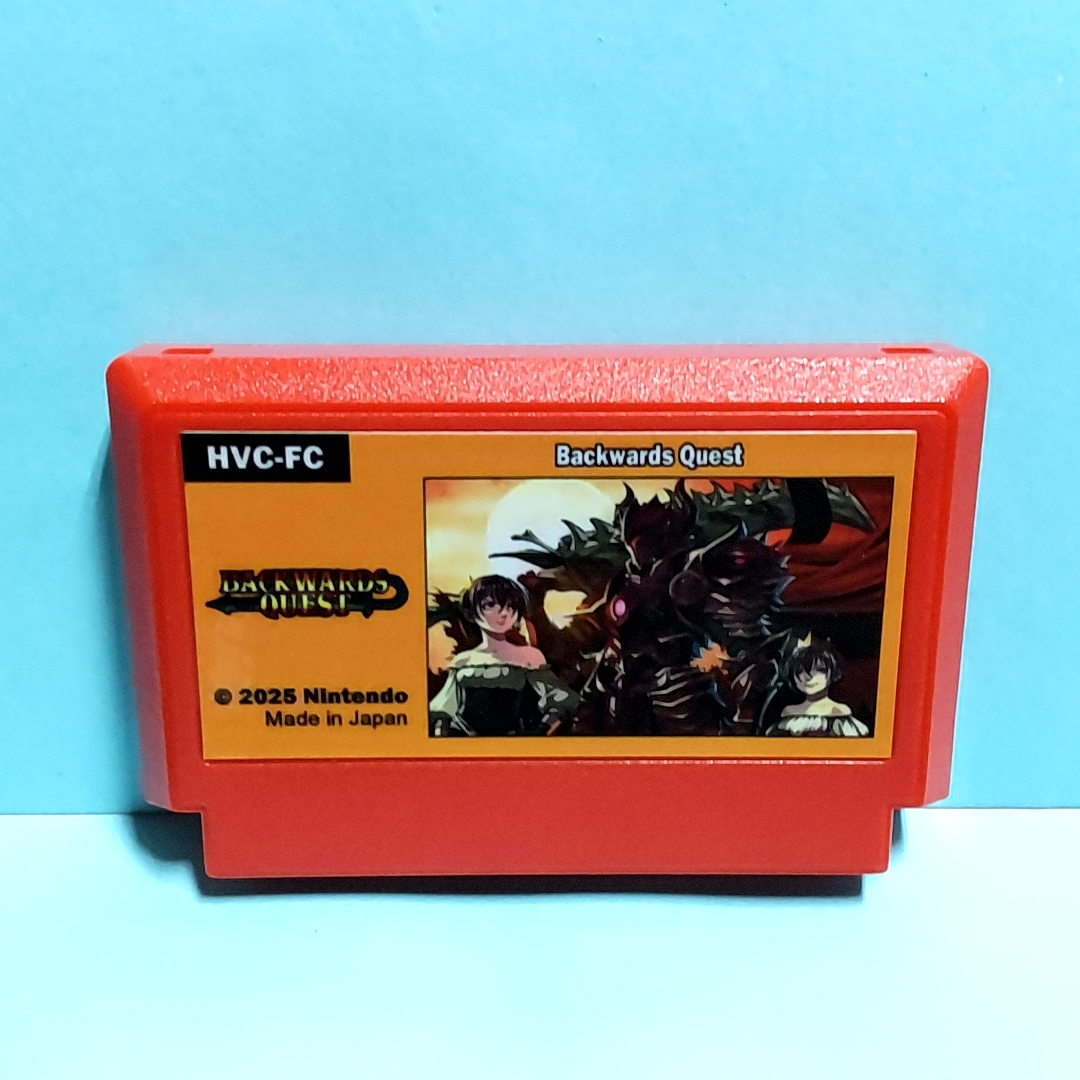 HVC-FC
Backwards Quest
BACKWARDS
QUEST
© 2025 Nintendo
Made in Japan